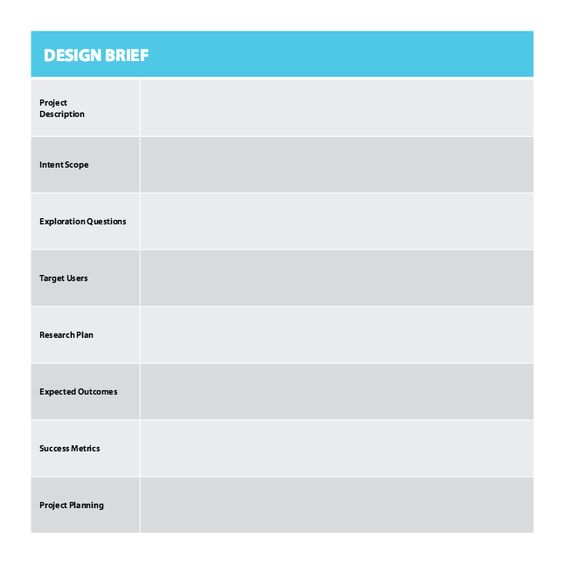 DESIGN BRIEF
Project
Description
Intent Scope
Exploration Questions
Target Users
Research Plan
Expected Outcomes
Success Metrics
Project Planning